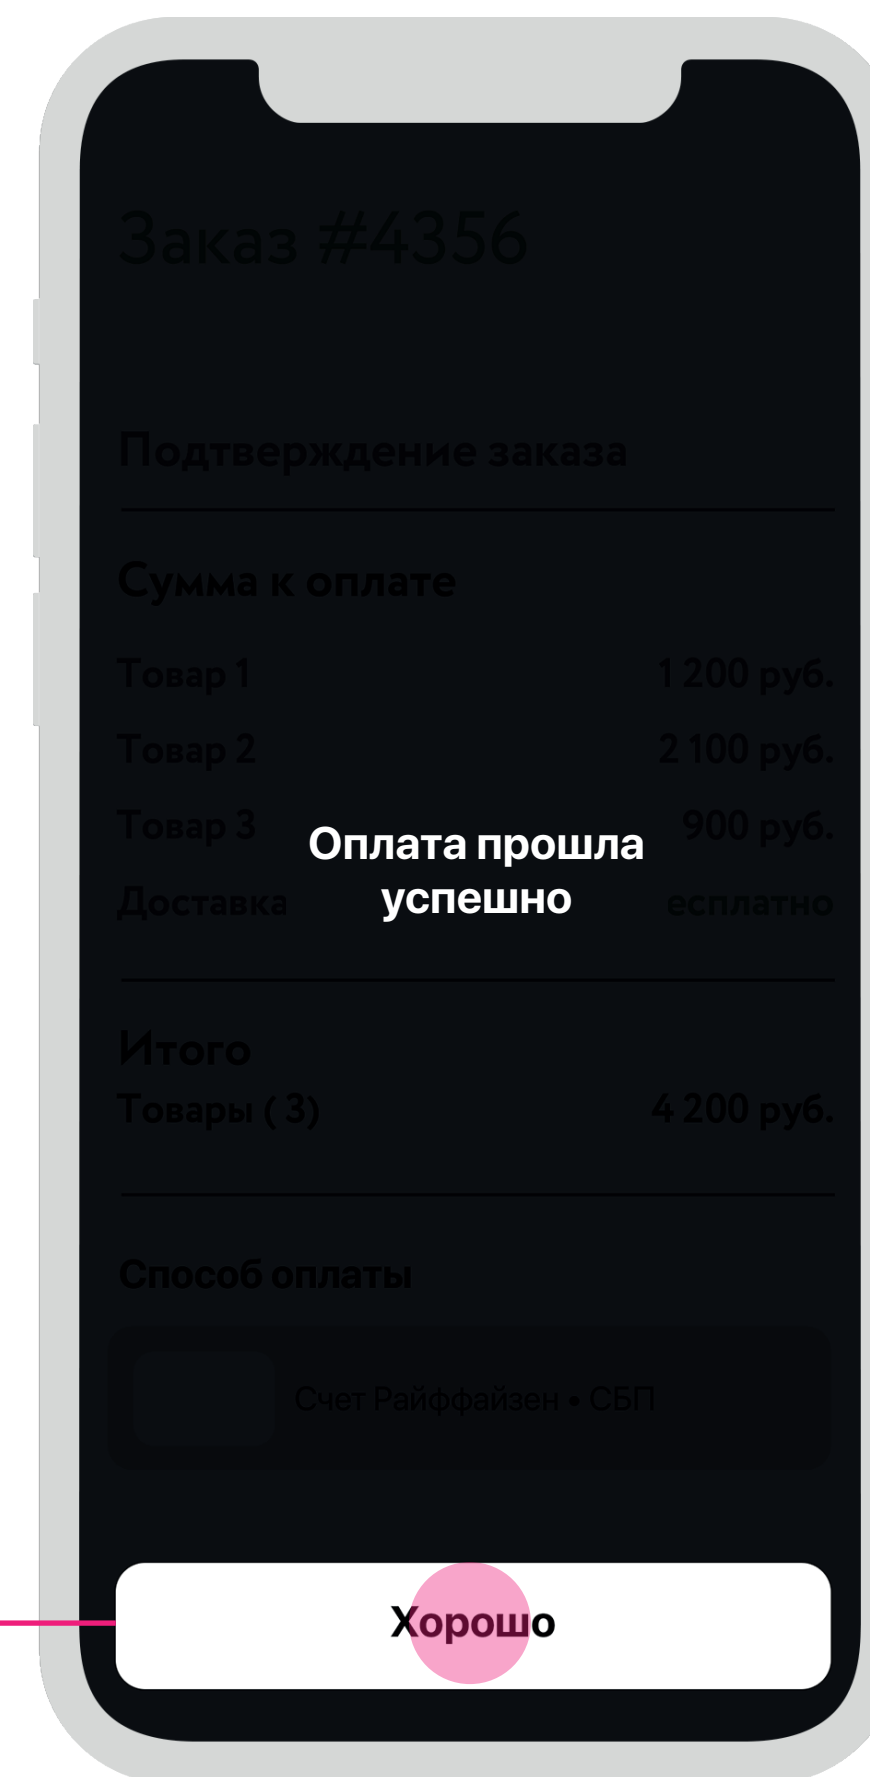 Заказ #4356
Подтверждение заказа
Сумма к оплате
Товар 1 1 200 руб.
Товар 2 2 100 руб.
Товар 3 900 руб.
Оплата прошла
Доставка есплатно
успешно
Итого
Товары ( 3) 4 200 руб.
Способ оплаты
Счет Райффайзен • СБП
Хорошо